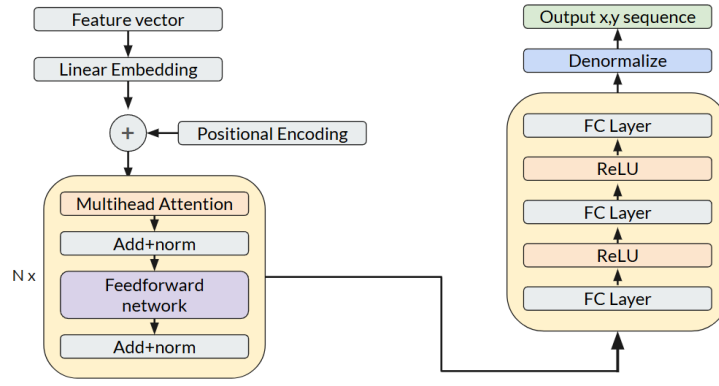 Feature vector
Linear Embedding
+
Positional Encoding
N x
Multihead Attention
Add+norm
Feedforward
network
Add+norm
Output x,y sequence
Denormalize
FC Layer
ReLU
FC Layer
ReLU
FC Layer